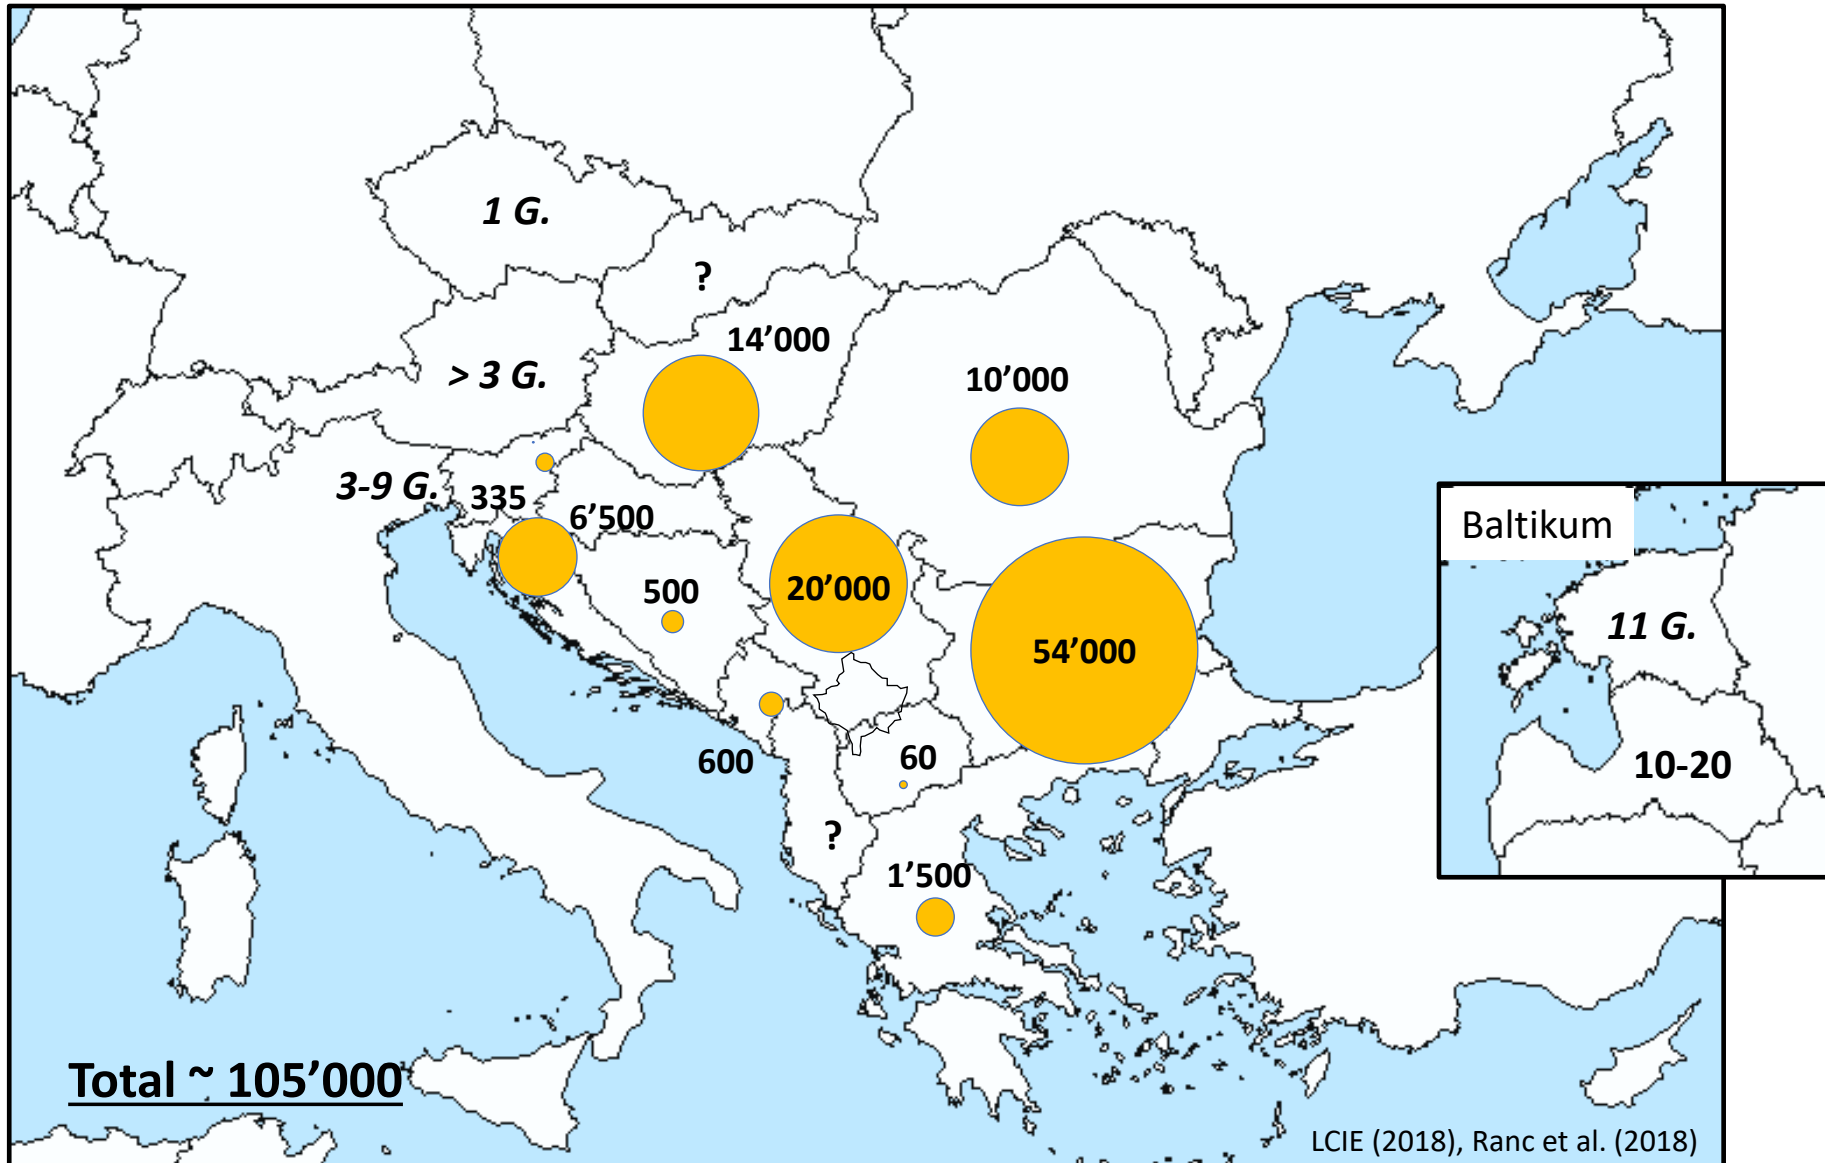 1 G.
?
14’000
> 3 G.
10’000
3-9 G.
335
6’500
Baltikum
500
20’000
11 G.
54’000
600
60
10-20
?
1’500
Total ~ 105’000
LCIE (2018), Ranc et al. (2018)